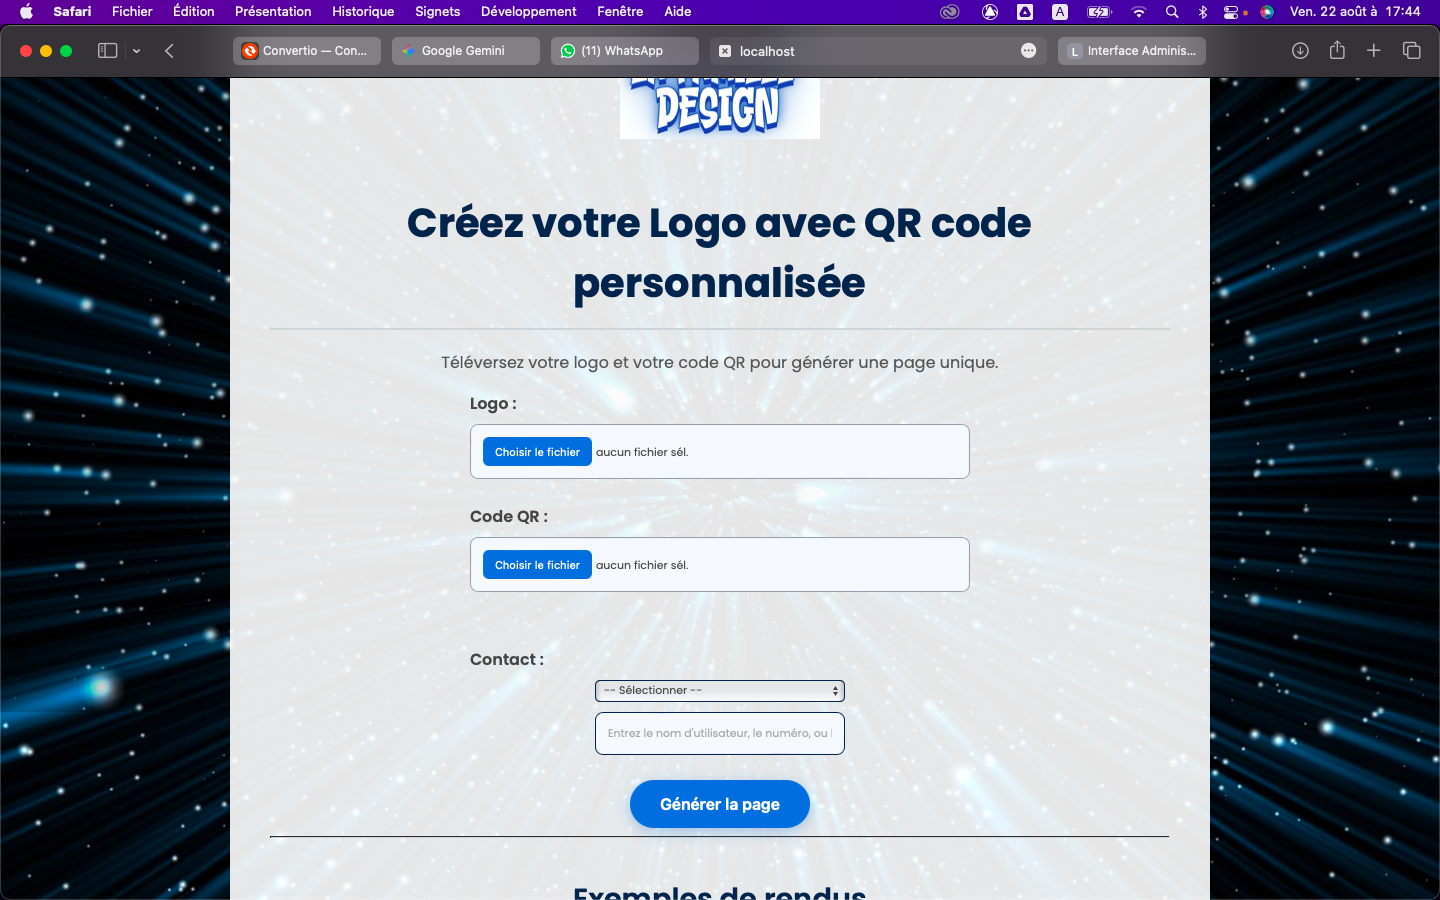 Safari Fichier Édition Présentation Historique Signets Développement Fenêtre Aide A Ven. 22 août à 17:44
Convertio — Con... Google Gemini (11) WhatsApp localhost L Interface Adminis...
DESIGN
Créez votre Logo avec QR code
personnalisée
Téléversez votre logo et votre code QR pour générer une page unique.
Logo :
Choisir le fichier aucun fichier sél.
Code QR :
Choisir le fichier aucun fichier sél.
Contact :
-- Sélectionner --
Entrez le nom d'utilisateur, le numéro, ou
Générer la page
Exemples de rendus